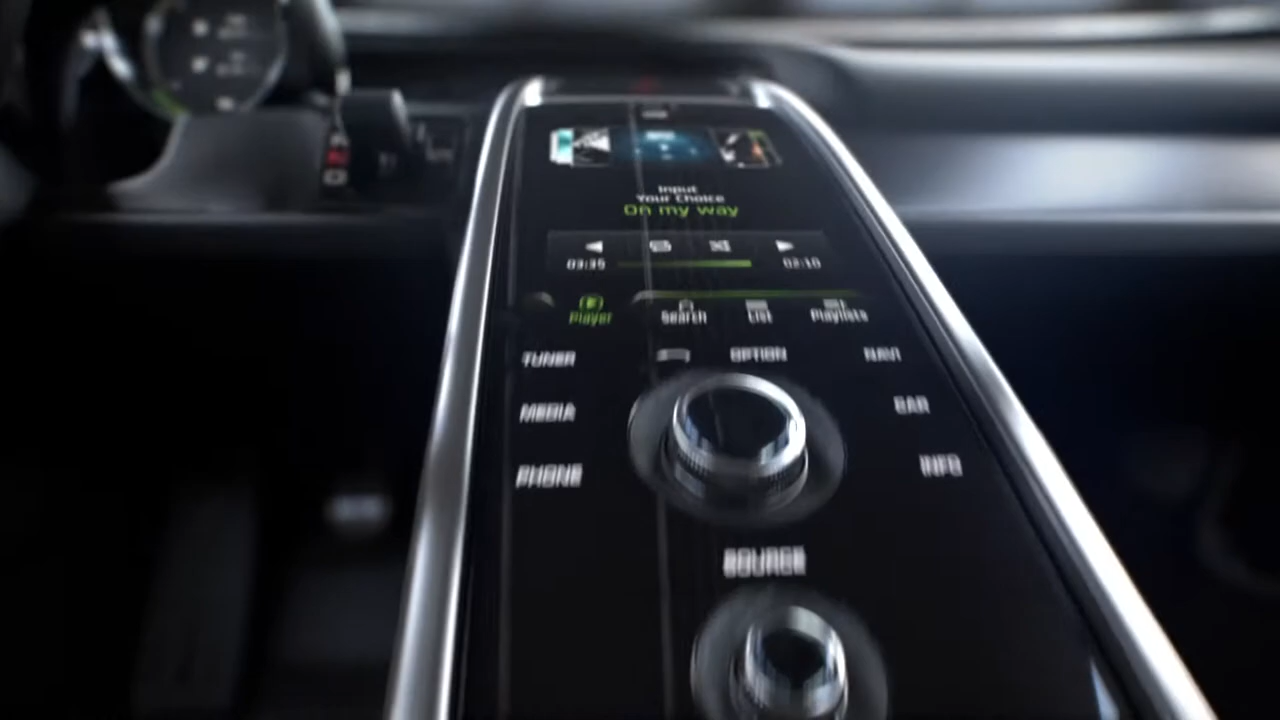 Input
Your Choice
On my way
03:35 02:10
Player Search List Playlists
TUNER OPTION NAVI
MEDIA CAR
PHONE INFO
SOURCE